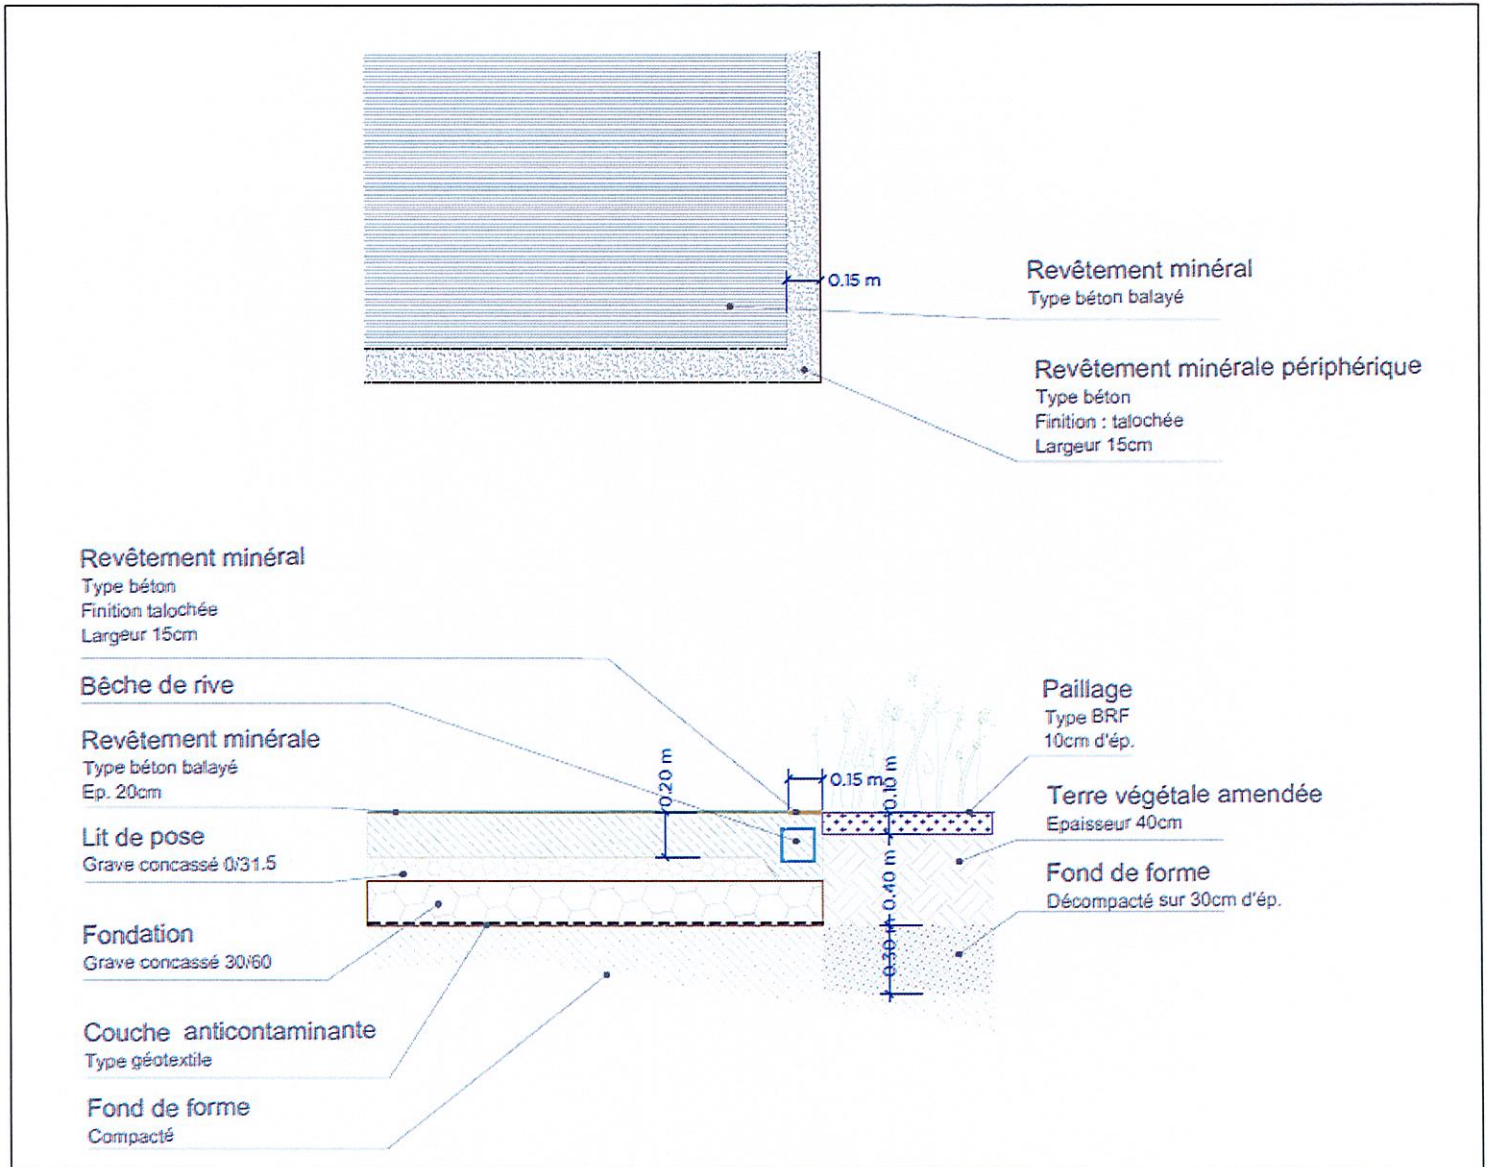 0.15 m
Revêtement minéral
Type béton balayé
Revêtement minérale périphérique
Type béton
Finition : talochée
Largeur 15cm
Revêtement minéral
Type béton
Finition talochée
Largeur 15cm
Bêche de rive
Revêtement minérale
Type béton balayé
Ep. 20cm
Lit de pose
Grave concassé 0/31.5
Fondation
Grave concassé 30/60
Couche anticontaminante
Type géotextile
Fond de forme
Compacté
0.20 m
0.15 m
0.10 m
0.40 m
0.30 m
Paillage
Type BRF
10cm d'ép.
Terre végétale amendée
Epaisseur 40cm
Fond de forme
Décompacté sur 30cm d'ép.